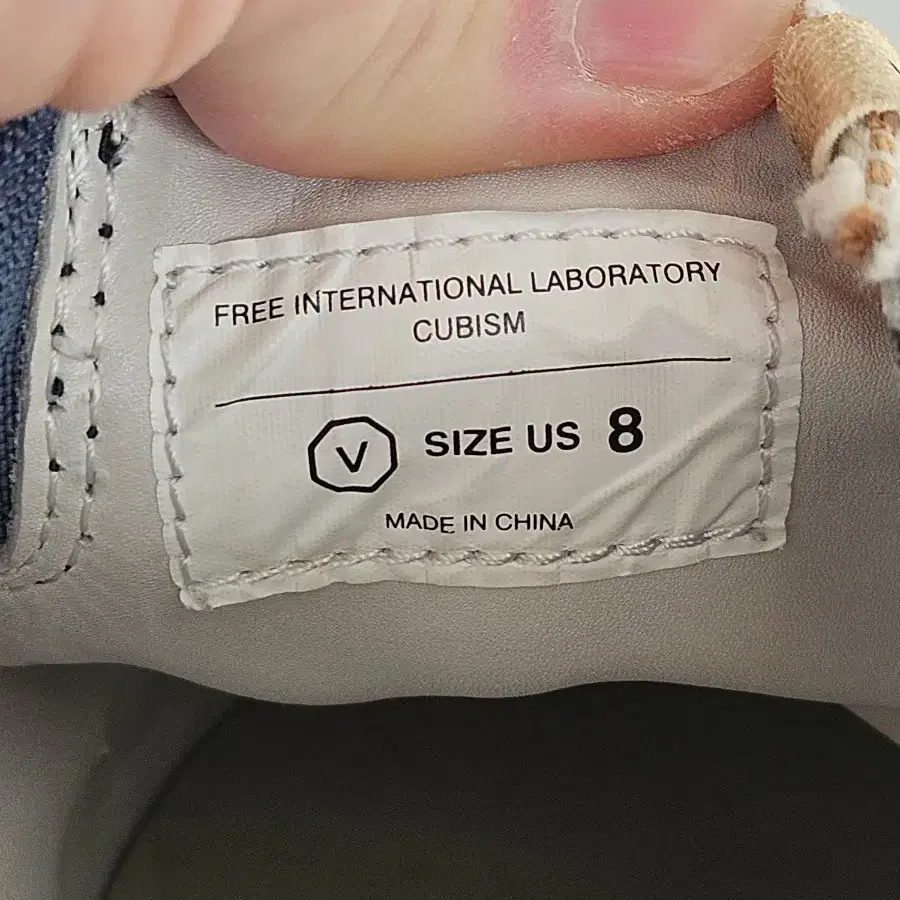 FREE INTERNATIONAL LABORATORY
CUBISM
V SIZE US 8
MADE IN CHINA